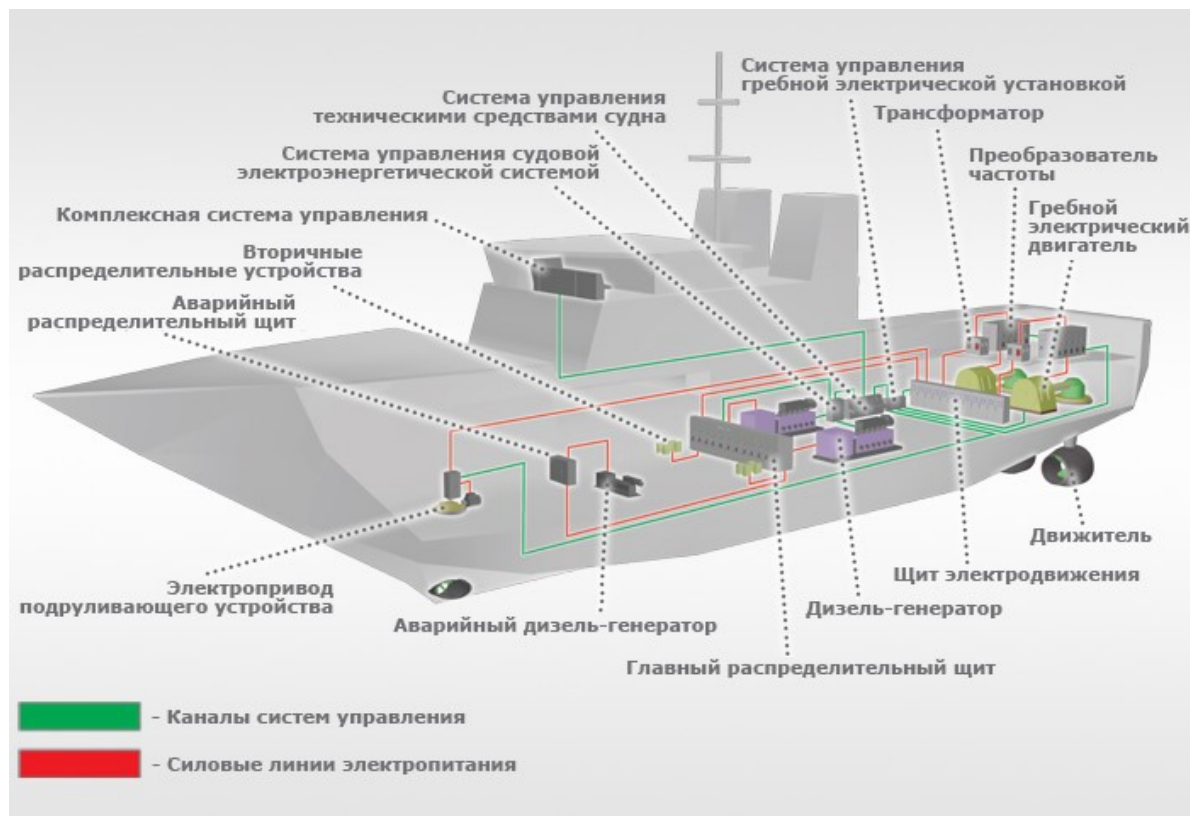 Система управления
гребной электрической установкой
Система управления
техническими средствами судна
Трансформатор
Система управления судовой
электроэнергетической системой
Преобразователь
частоты
Комплексная система управления
Гребной
электрический
двигатель
Вторичные
распределительные устройства
Аварийный
распределительный щит
Движитель
Щит электродвижения
Электропривод
подруливающего устройства
Дизель-генератор
Аварийный дизель-генератор
Главный распределительный щит
- Каналы систем управления
- Силовые линии электропитания